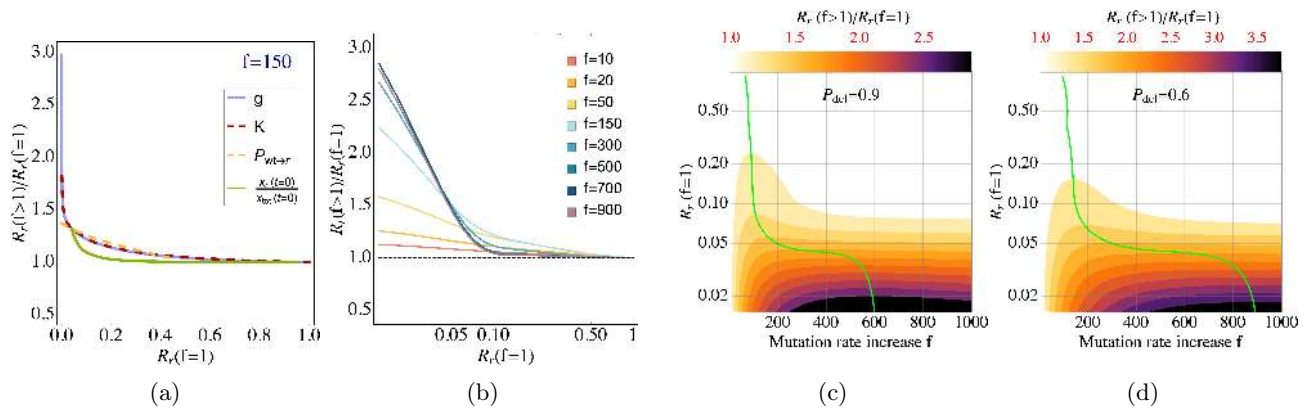 f=150
g
K
P_wt→r
x_r(t=0)
x_tot(t=0)
3.0
2.5
2.0
1.5
1.0
0.5
R_r(f>1)/R_r(f=1)
0.0 0.2 0.4 0.6 0.8 1.0
R_r(f=1)
(a)
f=10
f=20
f=50
f=150
f=300
f=500
f=700
f=900
3.0
2.5
2.0
1.5
1.0
0.5
R_r(f>1)/R_r(f=1)
0.05 0.10 0.50 1
R_r(f=1)
(b)
R_r (f>1)/R_r(f=1)
1.0 1.5 2.0 2.5
P_del=0.9
0.50
0.20
0.10
0.05
0.02
R_r (f=1)
200 400 600 800 1000
Mutation rate increase f
(c)
R_r (f>1)/R_r(f=1)
1.0 1.5 2.0 2.5 3.0 3.5
P_del=0.6
0.50
0.20
0.10
0.05
0.02
R_r (f=1)
200 400 600 800 1000
Mutation rate increase f
(d)